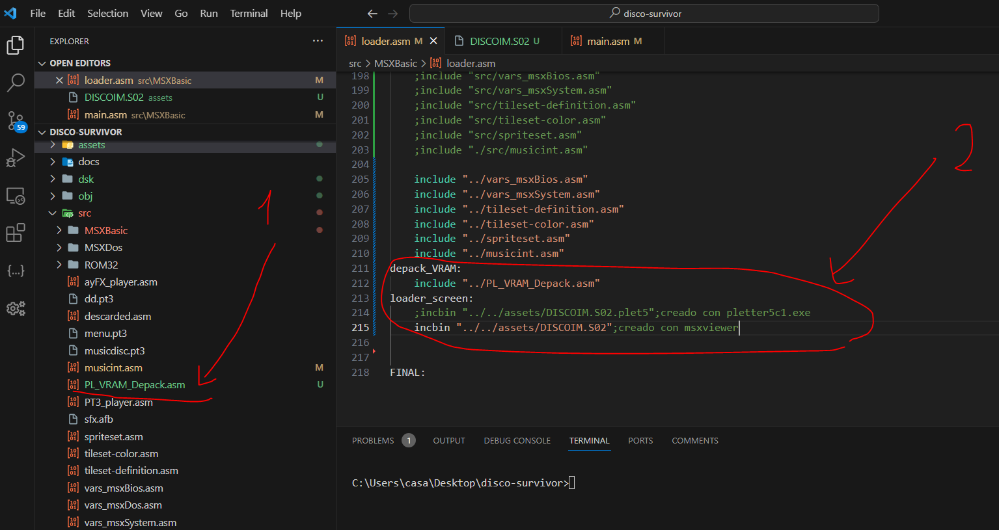 File Edit Selection View Go Run Terminal Help
disco-survivor
EXPLORER
OPEN EDITORS
loader.asm src\MSXBasic M
DISCOIM.S02 assets U
main.asm src\MSXBasic M
DISCO-SURVIVOR
assets
docs
dsk
obj
src
MSXBasic
MSXDos
ROM32
ayFX_player.asm
dd.pt3
descarded.asm
menu.pt3
musicdisc.pt3
musicint.asm M
PL_VRAM_Depack.asm U
PT3_player.asm
sfx.afb
spriteset.asm
tileset-color.asm
tileset-definition.asm
vars_msxBios.asm
vars_msxDos.asm
vars_msxSystem.asm
59
1
loader.asm M DISCOIM.S02 U main.asm M
src > MSXBasic > loader.asm
198 ;include "src/vars_msxBios.asm"
199 ;include "src/vars_msxSystem.asm"
200 ;include "src/tileset-definition.asm"
201 ;include "src/tileset-color.asm"
202 ;include "src/spriteset.asm"
203 ;include "./src/musicint.asm"
204
205 include "../vars_msxBios.asm"
206 include "../vars_msxSystem.asm"
207 include "../tileset-definition.asm"
208 include "../tileset-color.asm"
209 include "../spriteset.asm"
210 include "../musicint.asm"
211 depack_VRAM:
212 include "../PL_VRAM_Depack.asm"
213 loader_screen:
214 ;incbin "../../assets/DISCOIM.S02.plet5";creado con pletter5c1.exe
215 incbin "../../assets/DISCOIM.S02";creado con msxviewer
216
217
218 FINAL:
2
PROBLEMS 1 OUTPUT DEBUG CONSOLE TERMINAL PORTS COMMENTS
C:\Users\casa\Desktop\disco-survivor>